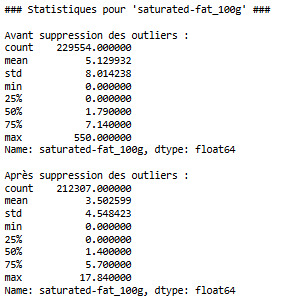 ### Statistiques pour 'saturated-fat_100g' ###
Avant suppression des outliers :
count    229554.000000
mean          5.129932
std           8.014238
min           0.000000
25%           0.000000
50%           1.790000
75%           7.140000
max         550.000000
Name: saturated-fat_100g, dtype: float64
Après suppression des outliers :
count    212307.000000
mean          3.502599
std           4.548423
min           0.000000
25%           0.000000
50%           1.400000
75%           5.700000
max          17.840000
Name: saturated-fat_100g, dtype: float64